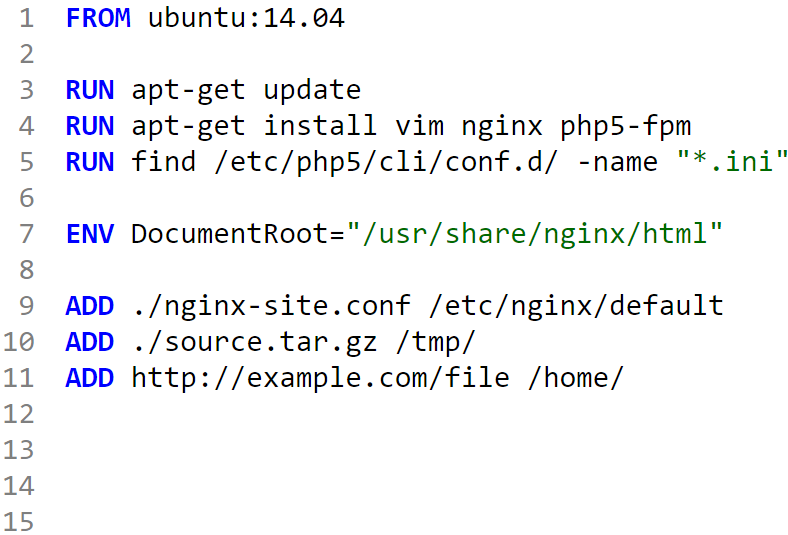 1 FROM ubuntu:14.04
2
3 RUN apt-get update
4 RUN apt-get install vim nginx php5-fpm
5 RUN find /etc/php5/cli/conf.d/ -name "*.ini"
6
7 ENV DocumentRoot="/usr/share/nginx/html"
8
9 ADD ./nginx-site.conf /etc/nginx/default
10 ADD ./source.tar.gz /tmp/
11 ADD http://example.com/file /home/
12
13
14
15